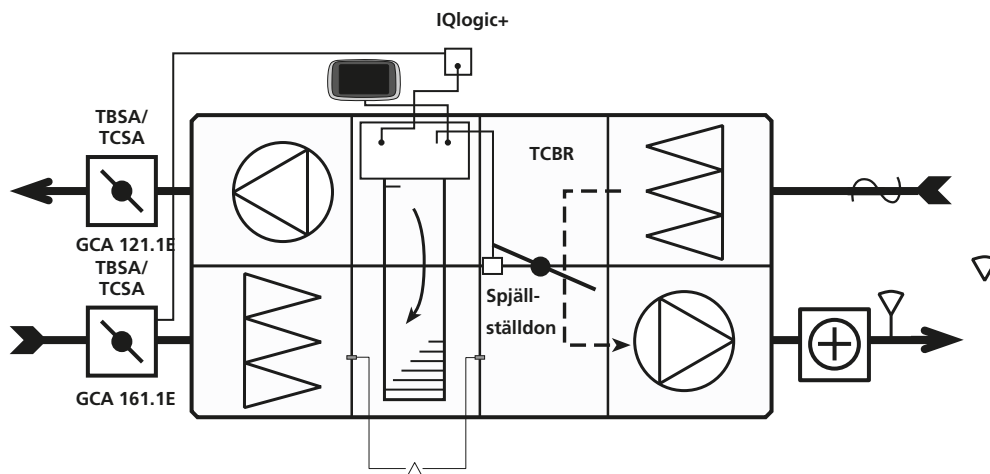 IQlogic+
TBSA/
TCSA
TCBR
GCA 121.1E
TBSA/
TCSA
Spjäll-
ställdon
GCA 161.1E